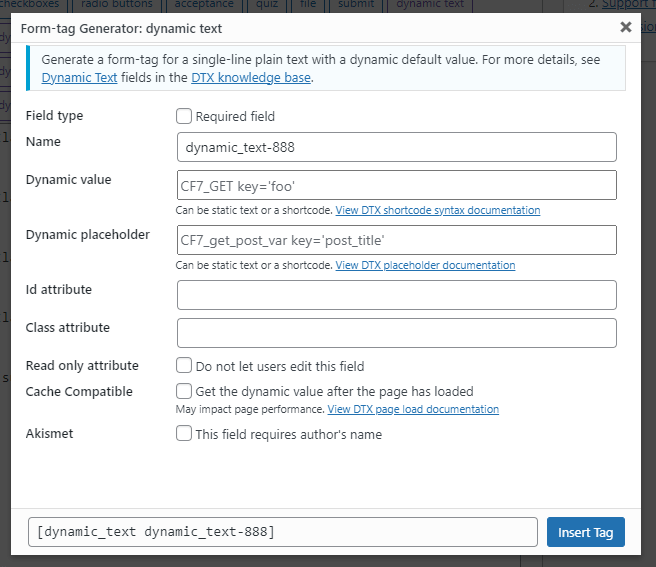 checkboxes radio buttons acceptance quiz file submit dynamic text
2. Support f
Form-tag Generator: dynamic text
Generate a form-tag for a single-line plain text with a dynamic default value. For more details, see
Dynamic Text fields in the DTX knowledge base.
Field type
Required field
Name
dynamic_text-888
Dynamic value
CF7_GET key='foo'
Can be static text or a shortcode. View DTX shortcode syntax documentation
Dynamic placeholder
CF7_get_post_var key='post_title'
Can be static text or a shortcode. View DTX placeholder documentation
Id attribute
Class attribute
Read only attribute
Do not let users edit this field
Cache Compatible
Get the dynamic value after the page has loaded
May impact page performance. View DTX page load documentation
Akismet
This field requires author's name
[dynamic_text dynamic_text-888]
Insert Tag